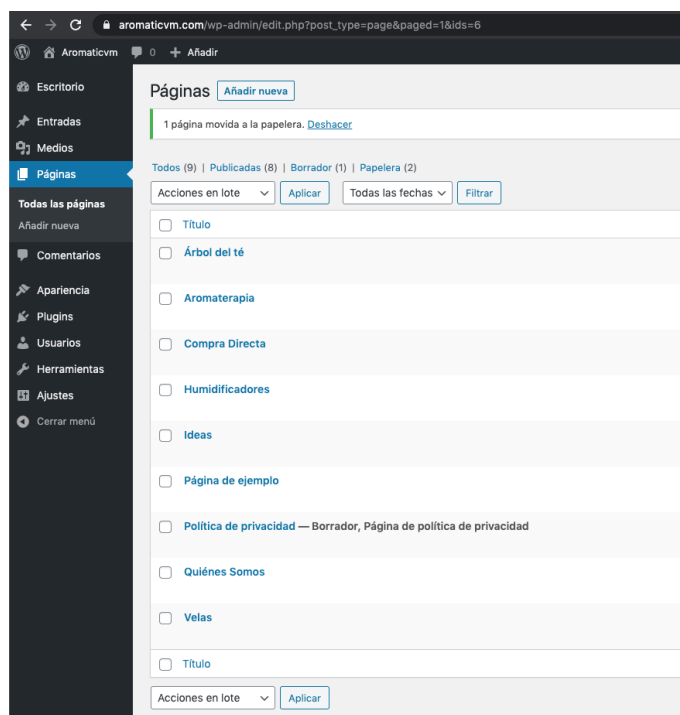 aromaticvm.com/wp-admin/edit.php?post_type=page&paged=1&ids=6
Aromaticvm 0 + Añadir
Escritorio
Entradas
Medios
Páginas
Todas las páginas
Añadir nueva
Comentarios
Apariencia
Plugins
Usuarios
Herramientas
Ajustes
Cerrar menú
Páginas Añadir nueva
1 página movida a la papelera. Deshacer
Todos (9) | Publicadas (8) | Borrador (1) | Papelera (2)
Acciones en lote Aplicar Todas las fechas Filtrar
Título
Árbol del té
Aromaterapia
Compra Directa
Humidificadores
Ideas
Página de ejemplo
Política de privacidad — Borrador, Página de política de privacidad
Quiénes Somos
Velas
Título
Acciones en lote Aplicar